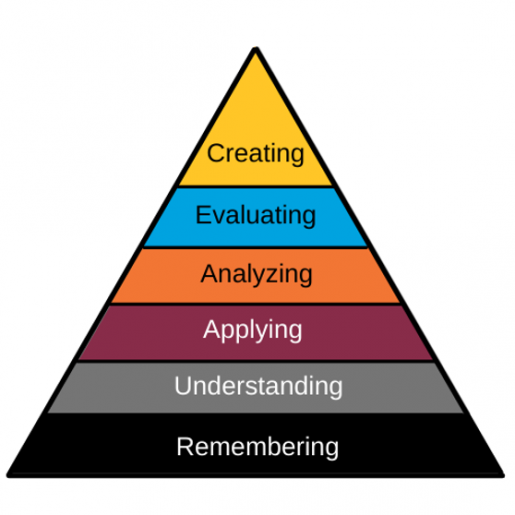 Creating
Evaluating
Analyzing
Applying
Understanding
Remembering